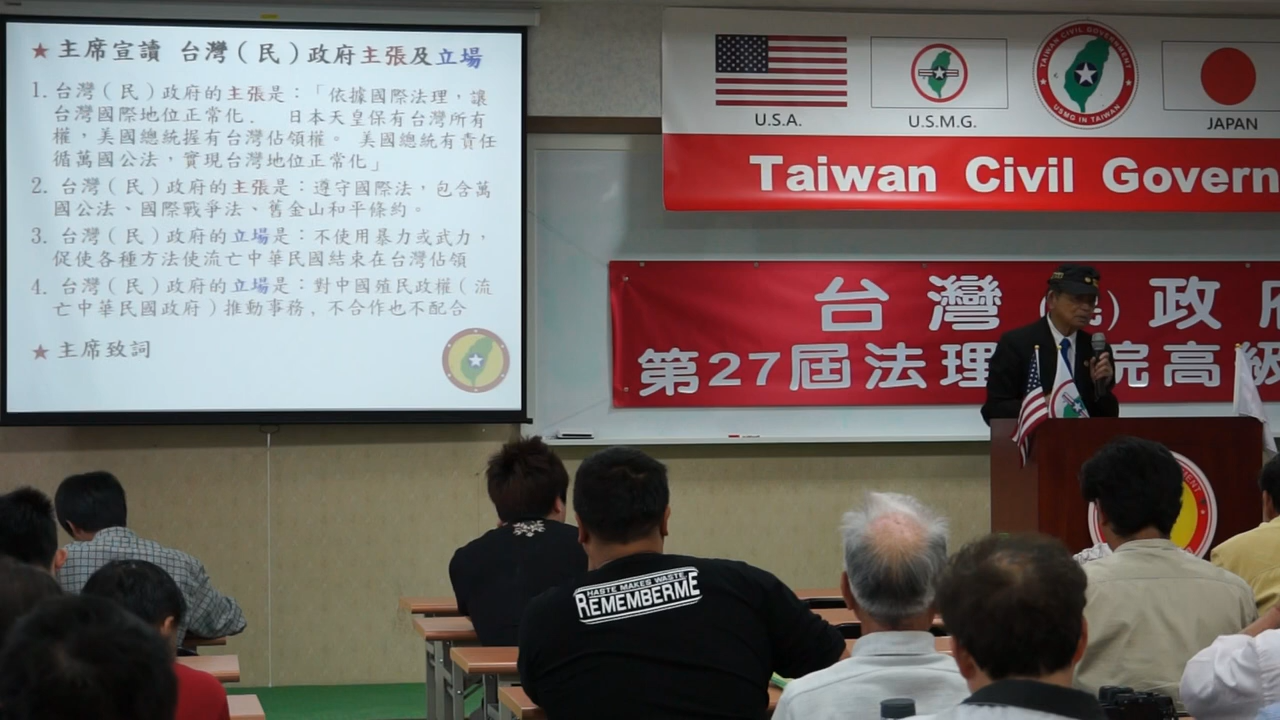 ★ 主席宣讀 台灣(民)政府主張及立場
1. 台灣(民)政府的主張是:「依據國際法理,讓
台灣國際地位正常化. 日本天皇保有台灣所有
權,美國總統握有台灣佔領權。 美國總統有責任
循萬國公法,實現台灣地位正常化」
2. 台灣(民)政府的主張是:遵守國際法,包含萬
國公法、國際戰爭法、舊金山和平條約。
3. 台灣(民)政府的立場是:不使用暴力或武力,
促使各種方法使流亡中華民國結束在台灣佔領
4. 台灣(民)政府的立場是:對中國殖民政權(流
亡中華民國政府)推動事務,不合作也不配合
★ 主席致詞
TAIWAN CIVIL GOVERNMENT
USMG IN TAIWAN
U.S.A.
U.S.M.G.
JAPAN
Taiwan Civil Govern
台灣(民)政府
第27屆法理 院高級
HASTE MAKES WASTE
REMEMBERME